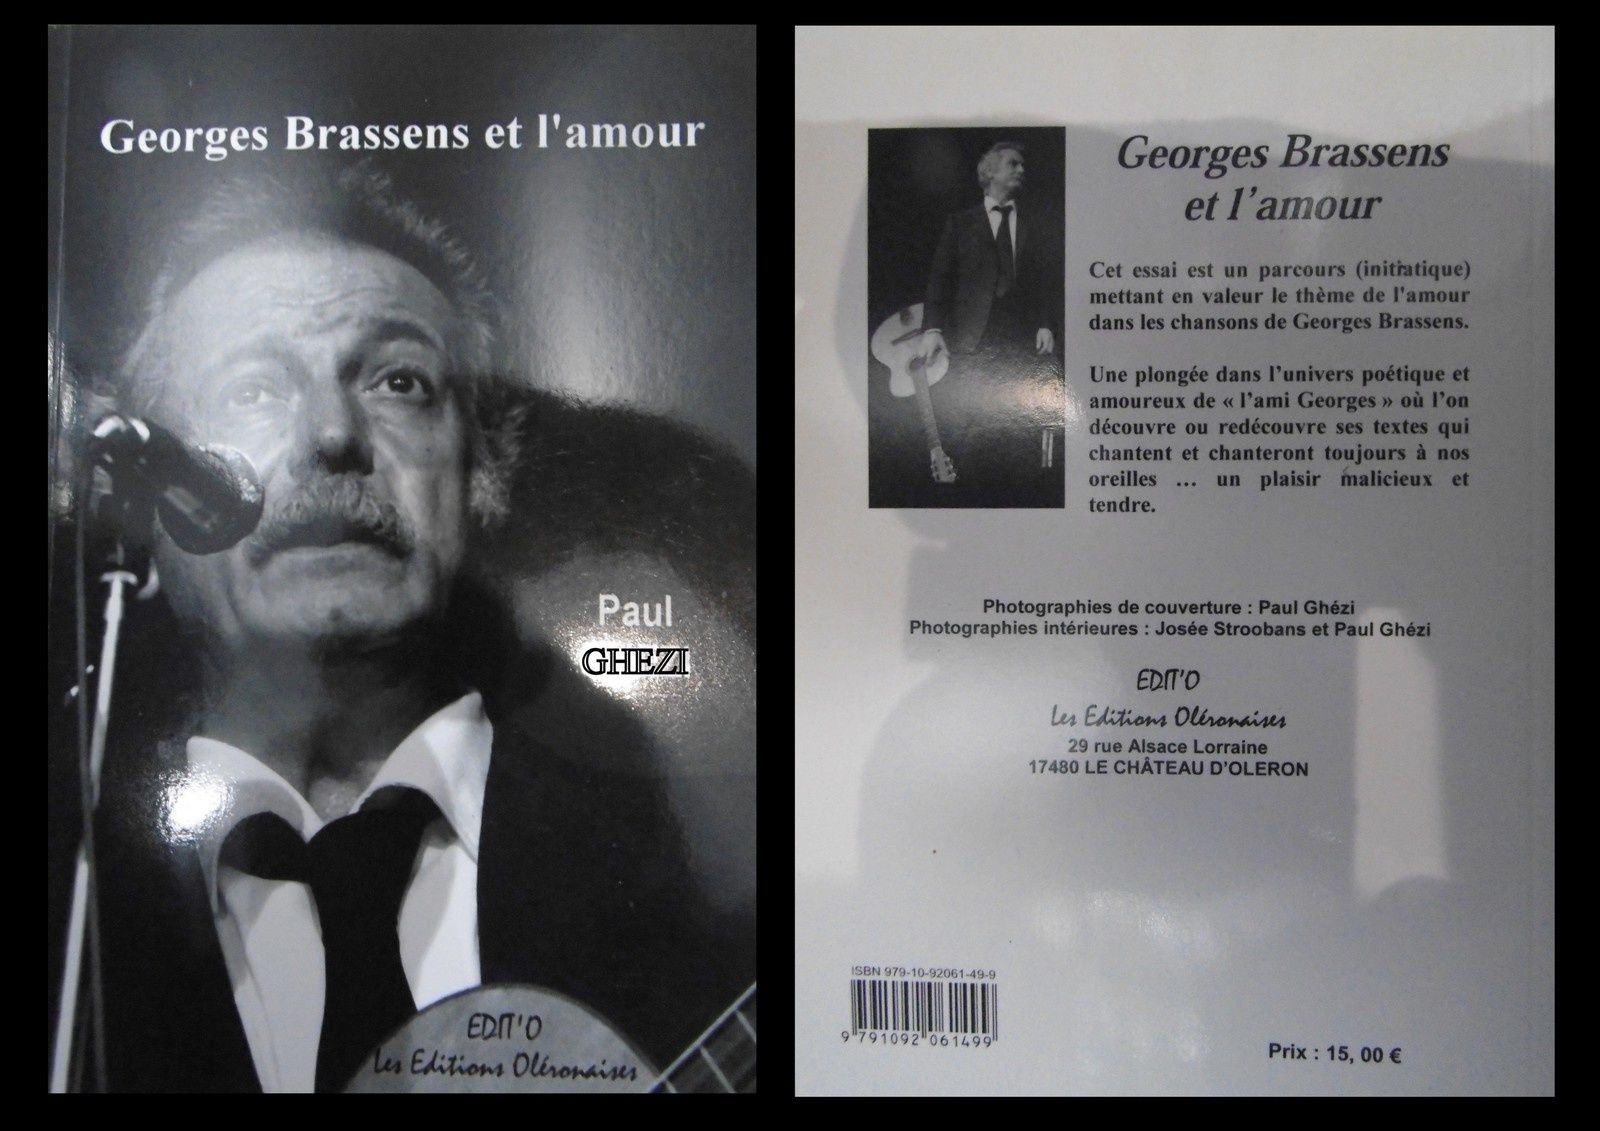 Georges Brassens et l'amour
Paul
GHEZI
EDIT'O
Les Editions Oléronaises
Georges Brassens
et l'amour
Cet essai est un parcours (initiatique)
mettant en valeur le thème de l'amour
dans les chansons de Georges Brassens.
Une plongée dans l'univers poétique et
amoureux de « l'ami Georges » où l'on
découvre ou redécouvre ses textes qui
chantent et chanteront toujours à nos
oreilles ... un plaisir malicieux et
tendre.
Photographies de couverture : Paul Ghézi
Photographies intérieures : Josée Stroobans et Paul Ghézi
EDIT'O
Les Editions Oléronaises
29 rue Alsace Lorraine
17480 LE CHÂTEAU D'OLERON
ISBN 979-10-92061-49-9
9 791092 061499
Prix : 15, 00 €